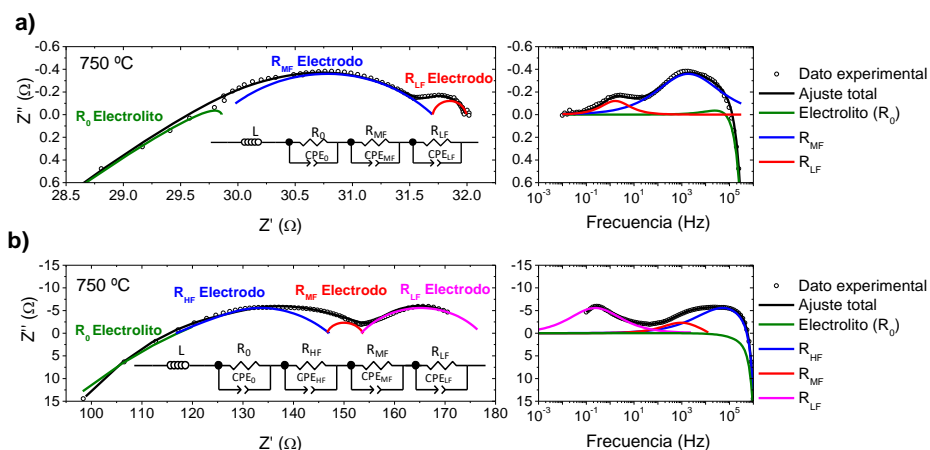 a)
750 ºC
R0 Electrolito
RMF Electrodo
RLF Electrodo
L
R0
RMF
RLF
CPE0
CPEMF
CPELF
Z' (Ω)
-0.6
-0.4
-0.2
0.0
0.2
0.4
0.6
28.5 29.0 29.5 30.0 30.5 31.0 31.5 32.0
Z' (Ω)
-0.6
-0.4
-0.2
0.0
0.2
0.4
0.6
10-3 10-1 101 103 105
Frecuencia (Hz)
Dato experimental
Ajuste total
Electrolito (R0)
RMF
RLF
b)
750 ºC
R0 Electrolito
RHF Electrodo
RMF Electrodo
RLF Electrodo
L
R0
RHF
RMF
RLF
CPE0
CPEHF
CPEMF
CPELF
Z'' (Ω)
-15
-10
-5
0
5
10
15
100 110 120 130 140 150 160 170 180
Z' (Ω)
-15
-10
-5
0
5
10
15
10-3 10-1 101 103 105
Frecuencia (Hz)
Dato experimental
Ajuste total
Electrolito (R0)
RHF
RMF
RLF